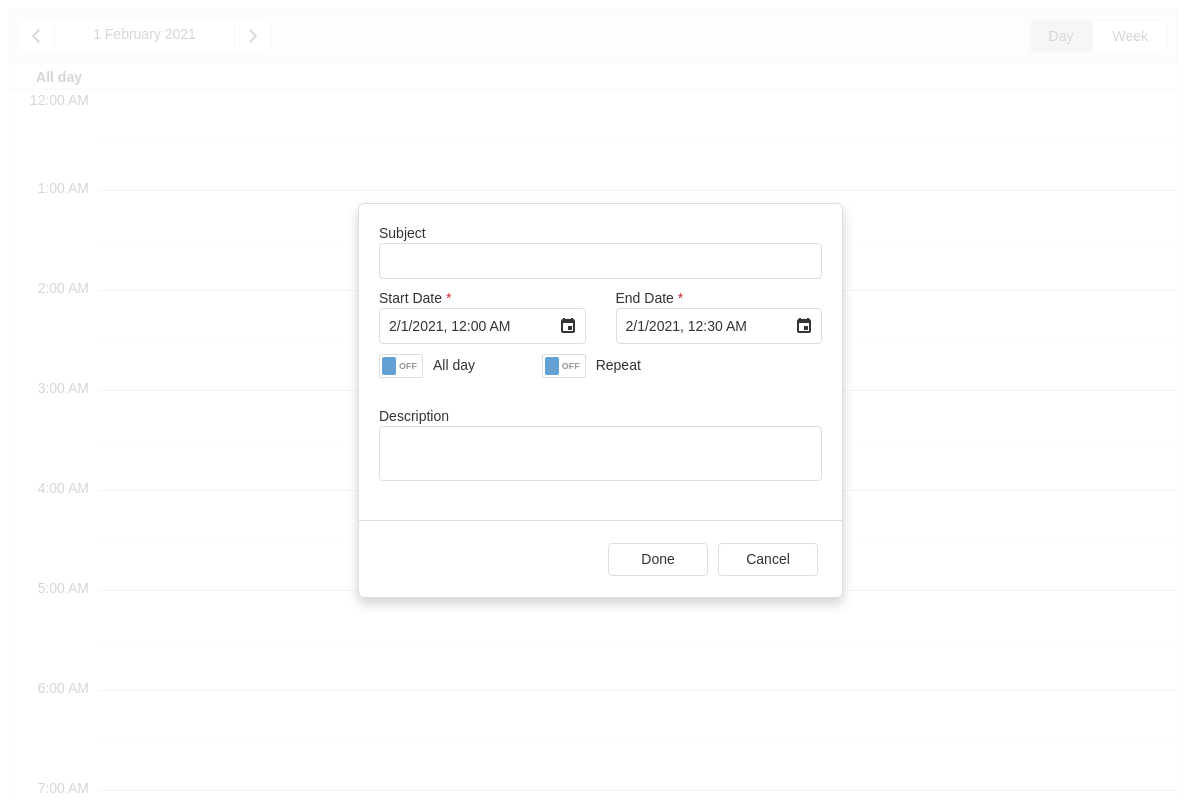 1 February 2021
Day Week
All day
12:00 AM
1:00 AM
2:00 AM
3:00 AM
4:00 AM
5:00 AM
6:00 AM
7:00 AM
Subject
Start Date * End Date *
2/1/2021, 12:00 AM 2/1/2021, 12:30 AM
OFF All day OFF Repeat
Description
Done Cancel